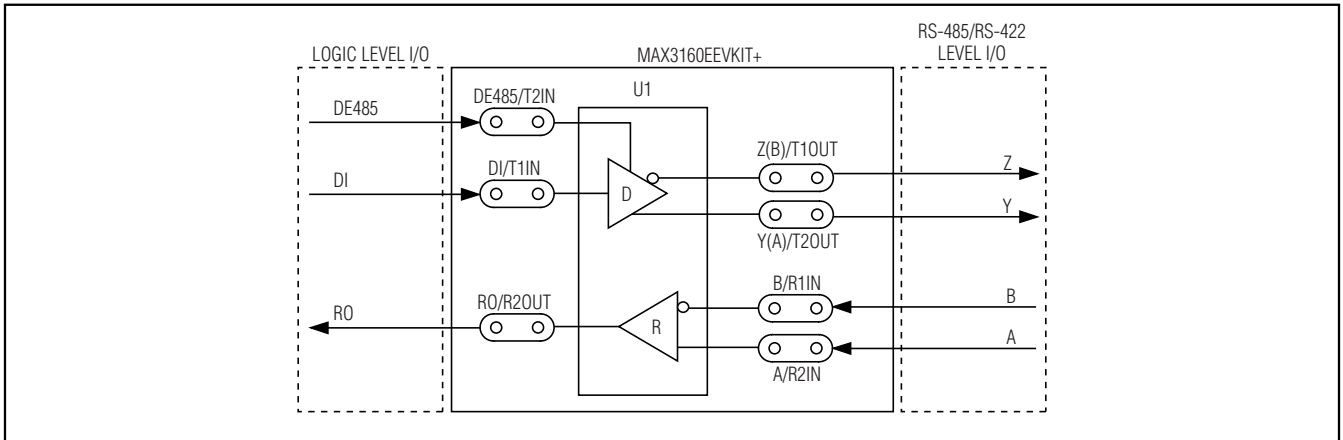 RS-485/RS-422
LEVEL I/O
LOGIC LEVEL I/O
MAX3160EEVKIT+
U1
DE485
DE485/T2IN
DI
DI/T1IN
D
Z(B)/T1OUT
Z
Y
Y(A)/T2OUT
RO
RO/R2OUT
R
B/R1IN
B
A
A/R2IN